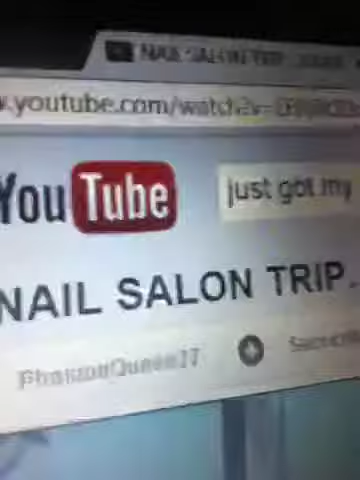 NAIL SALON TRIP
.youtube.com/watch?v=
YouTube
just got my
NAIL SALON TRIP.